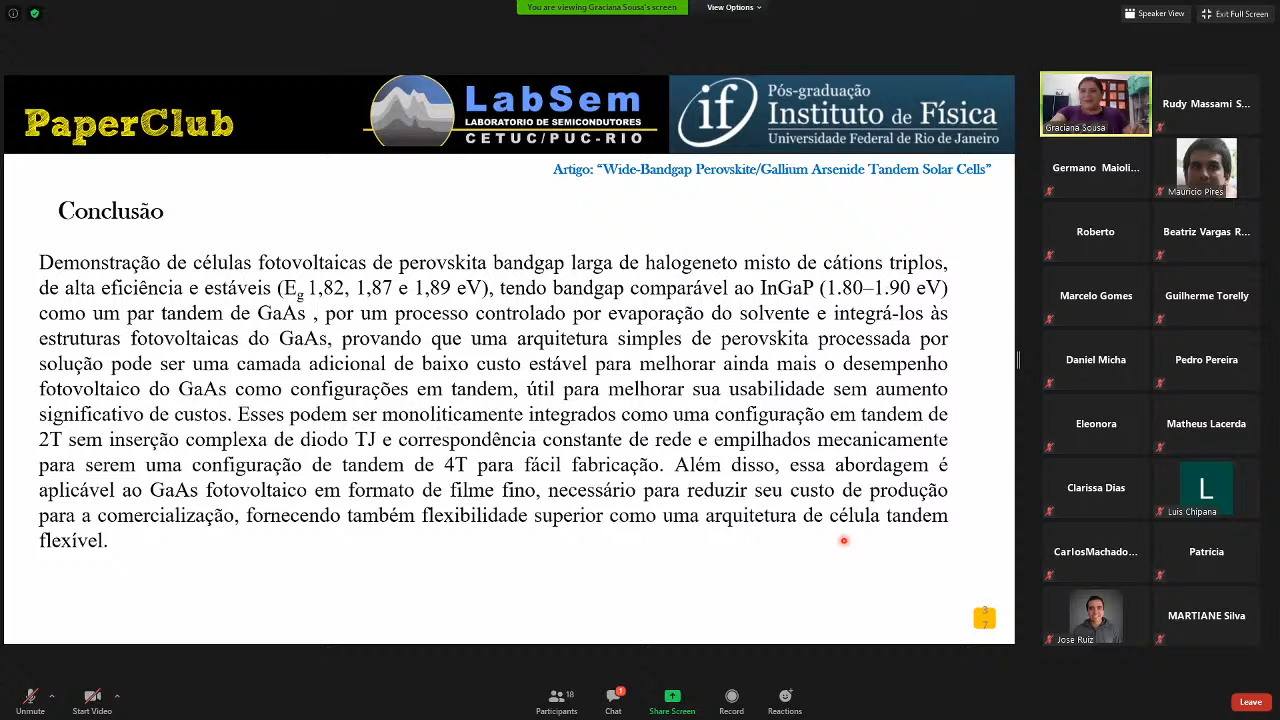 You are viewing Graciana Sousa's screen
View Options
Speaker View
Exit Full Screen
PaperClub
LabSem
LABORATORIO DE SEMICONDUTORES
CETUC/PUC-RIO
if
Pós-graduação
Instituto de Física
Universidade Federal do Rio de Janeiro
Artigo: “Wide-Bandgap Perovskite/Gallium Arsenide Tandem Solar Cells”
Conclusão
Demonstração de células fotovoltaicas de perovskita bandgap larga de halogeneto misto de cátions triplos,
de alta eficiência e estáveis (Eg 1,82, 1,87 e 1,89 eV), tendo bandgap comparável ao InGaP (1.80–1.90 eV)
como um par tandem de GaAs , por um processo controlado por evaporação do solvente e integrá-los às
estruturas fotovoltaicas do GaAs, provando que uma arquitetura simples de perovskita processada por
solução pode ser uma camada adicional de baixo custo estável para melhorar ainda mais o desempenho
fotovoltaico do GaAs como configurações em tandem, útil para melhorar sua usabilidade sem aumento
significativo de custos. Esses podem ser monoliticamente integrados como uma configuração em tandem de
2T sem inserção complexa de diodo TJ e correspondência constante de rede e empilhados mecanicamente
para serem uma configuração de tandem de 4T para fácil fabricação. Além disso, essa abordagem é
aplicável ao GaAs fotovoltaico em formato de filme fino, necessário para reduzir seu custo de produção
para a comercialização, fornecendo também flexibilidade superior como uma arquitetura de célula tandem
flexível.
3
7
Graciana Sousa
Rudy Massami S...
Germano Maioli...
Mauricio Pires
Roberto
Beatriz Vargas R...
Marcelo Gomes
Guilherme Torelly
Daniel Micha
Pedro Pereira
Eleonora
Matheus Lacerda
Clarissa Dias
L
Luis Chipana
CarlosMachado...
Patrícia
Jose Ruiz
MARTIANE Silva
Unmute
Start Video
Participants
18
Chat
1
Share Screen
Record
Reactions
Leave